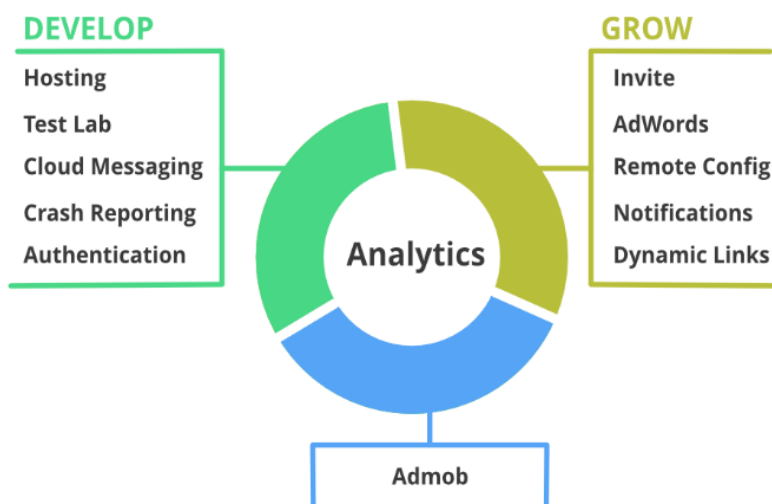 DEVELOP
Hosting
Test Lab
Cloud Messaging
Crash Reporting
Authentication
GROW
Invite
AdWords
Remote Config
Notifications
Dynamic Links
Analytics
Admob